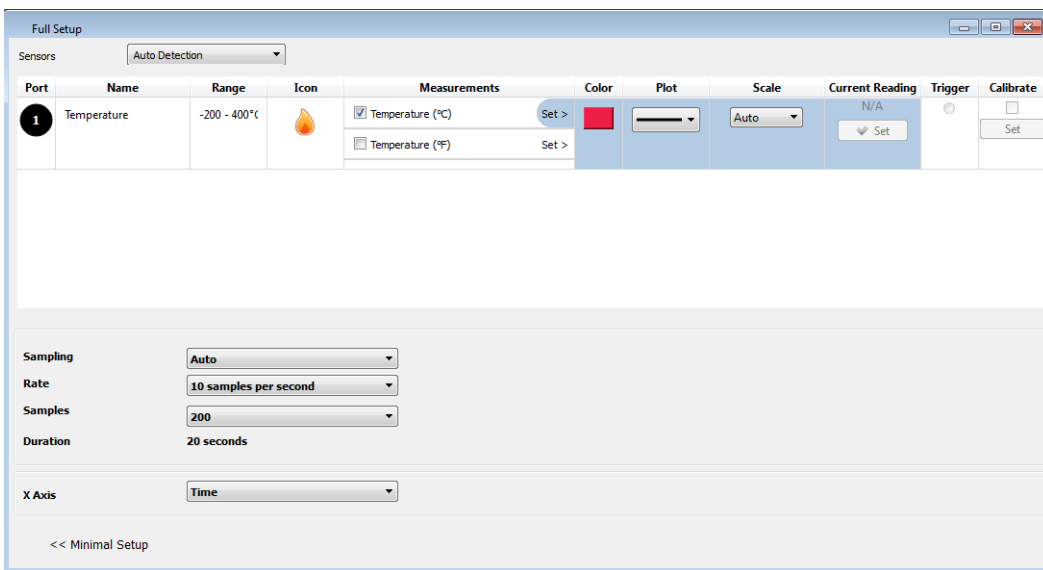 Full Setup
Sensors Auto Detection
Port Name Range Icon Measurements Color Plot Scale Current Reading Trigger Calibrate
1 Temperature -200 - 400°( Temperature (ºC) Set > Auto N/A
Set Set
Temperature (ºF) Set >
Sampling Auto
Rate 10 samples per second
Samples 200
Duration 20 seconds
X Axis Time
<< Minimal Setup